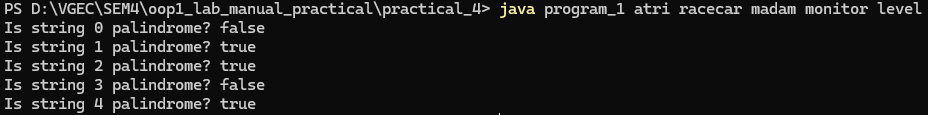 PS D:\VGEC\SEM4\oop1_lab_manual_practical\practical_4> java program_1 atri racecar madam monitor level
Is string 0 palindrome? false
Is string 1 palindrome? true
Is string 2 palindrome? true
Is string 3 palindrome? false
Is string 4 palindrome? true